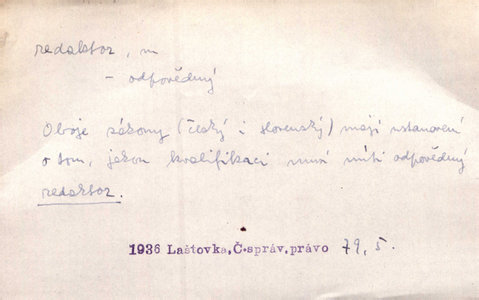 redaktor, m
- odpovědný
Oboje zákony (český i slovenský) mají ustanovení
o tom, jakou kvalifikaci musí míti odpovědný
redaktor.
1936 Laštovka,Č.správ.právo 79, 5.